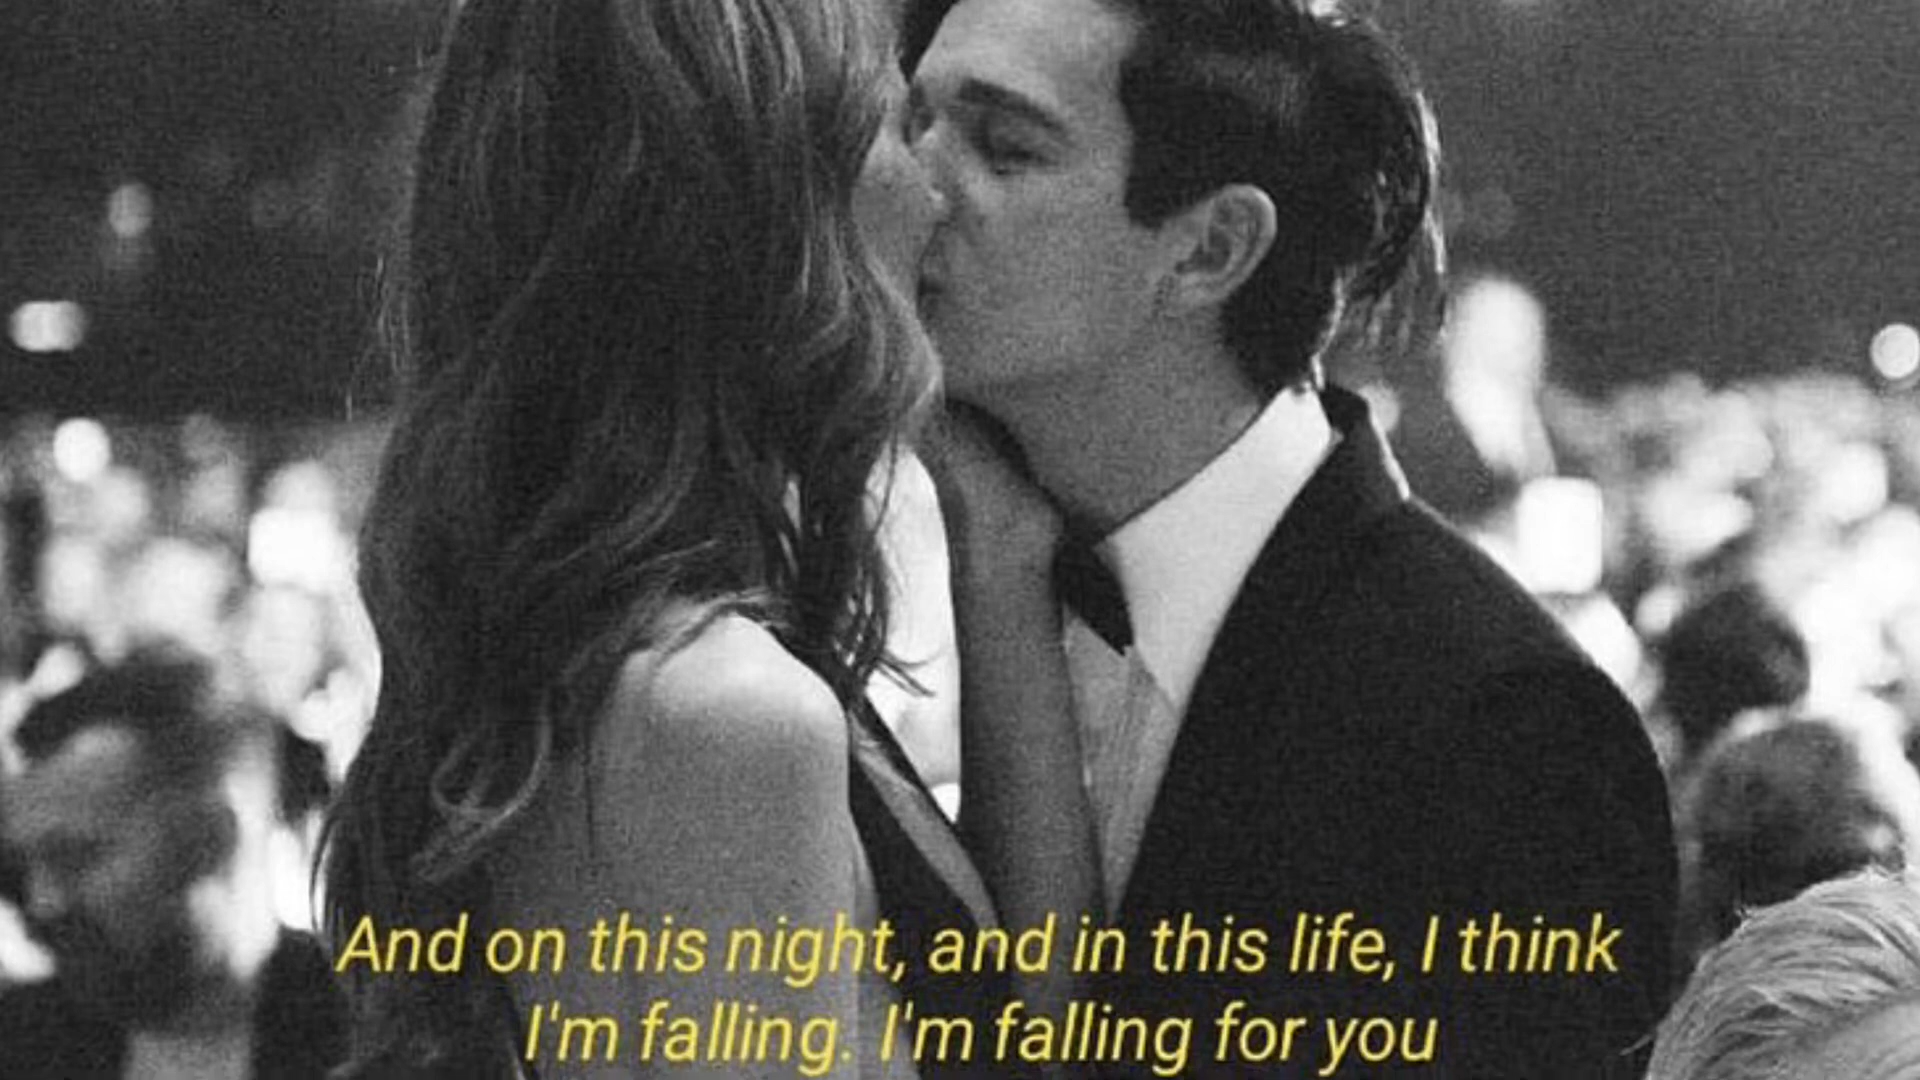 And on this night, and in this life, I think
I'm falling. I'm falling for you